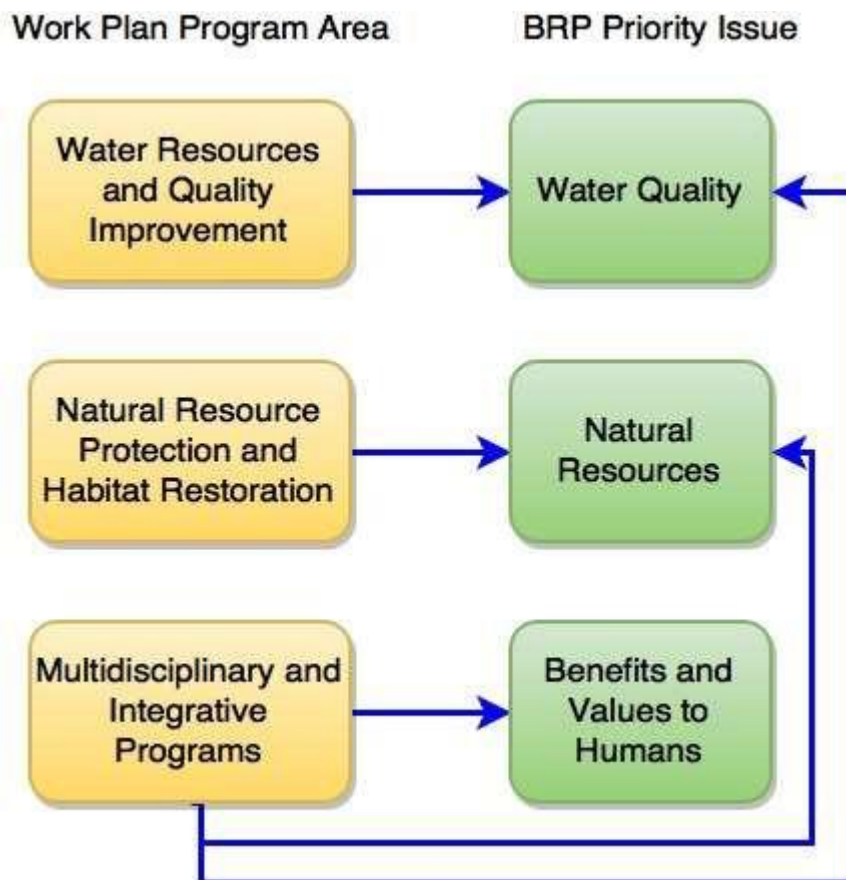 Work Plan Program Area
BRP Priority Issue
Water Resources
and Quality
Improvement
Water Quality
Natural Resource
Protection and
Habitat Restoration
Natural
Resources
Multidisciplinary and
Integrative
Programs
Benefits and
Values to
Humans